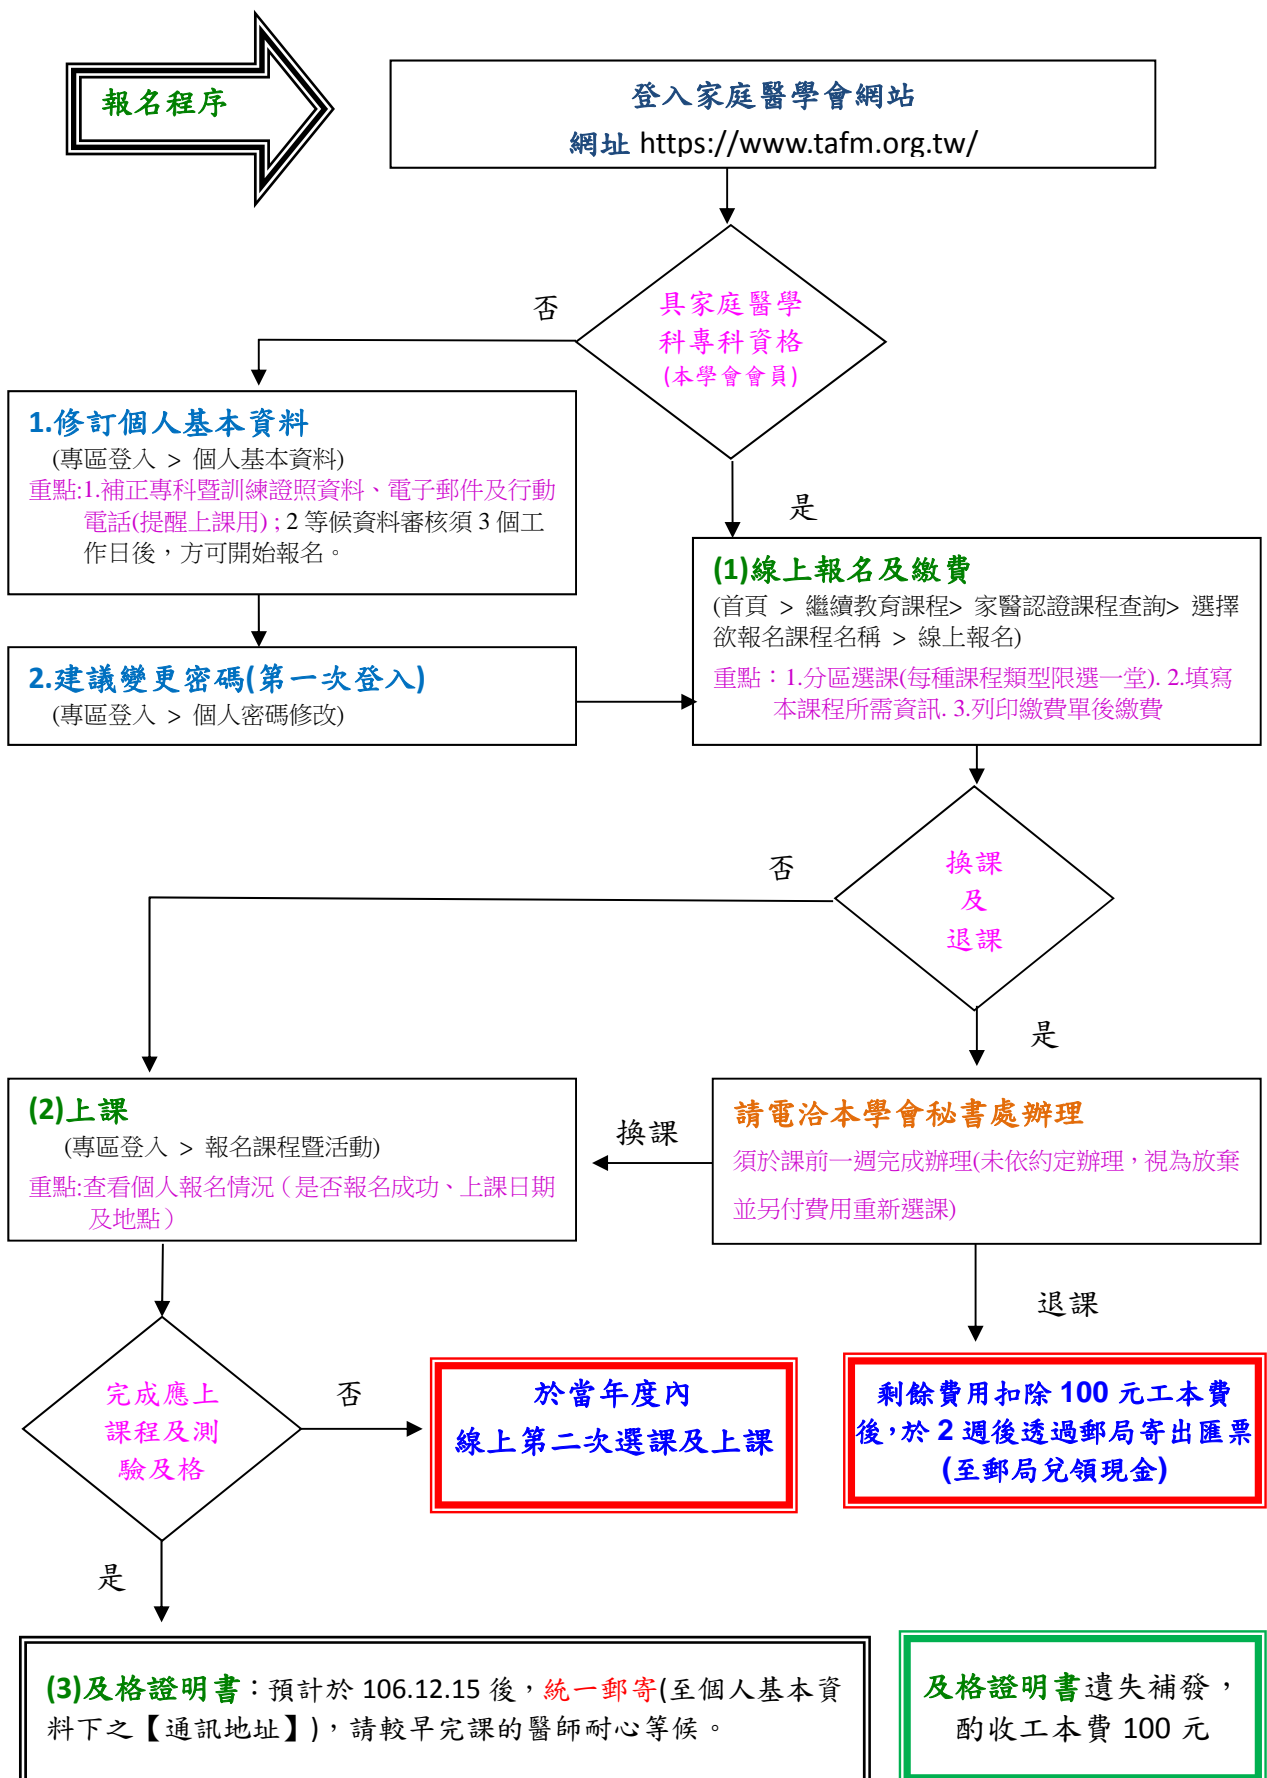 報名程序
登入家庭醫學會網站
網址 https://www.tafm.org.tw/
具家庭醫學
科專科資格
(本學會會員)
否
是
1.修訂個人基本資料
(專區登入 > 個人基本資料)
重點:1.補正專科暨訓練證照資料、電子郵件及行動
電話(提醒上課用) ; 2 等候資料審核須 3 個工
作日後，方可開始報名。
2.建議變更密碼(第一次登入)
(專區登入 > 個人密碼修改)
(1)線上報名及繳費
(首頁 > 繼續教育課程> 家醫認證課程查詢> 選擇
欲報名課程名稱 > 線上報名)
重點：1.分區選課(每種課程類型限選一堂). 2.填寫
本課程所需資訊. 3.列印繳費單後繳費
換課
及
退課
否
是
(2)上課
(專區登入 > 報名課程暨活動)
重點:查看個人報名情況（是否報名成功、上課日期
及地點）
換課
請電洽本學會秘書處辦理
須於課前一週完成辦理(未依約定辦理，視為放棄
並另付費用重新選課)
退課
完成應上
課程及測
驗及格
否
是
於當年度內
線上第二次選課及上課
剩餘費用扣除 100 元工本費
後，於 2 週後透過郵局寄出匯票
(至郵局兌領現金)
(3)及格證明書：預計於 106.12.15 後，統一郵寄(至個人基本資
料下之【通訊地址】)，請較早完課的醫師耐心等候。
及格證明書遺失補發，
酌收工本費 100 元